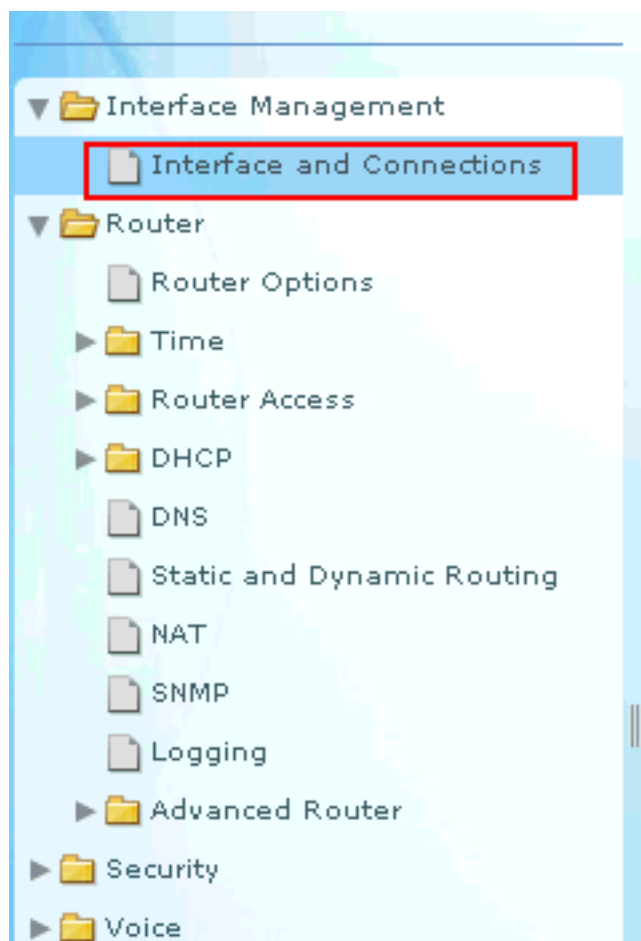 Interface Management
Interface and Connections
Router
Router Options
Time
Router Access
DHCP
DNS
Static and Dynamic Routing
NAT
SNMP
Logging
Advanced Router
Security
Voice